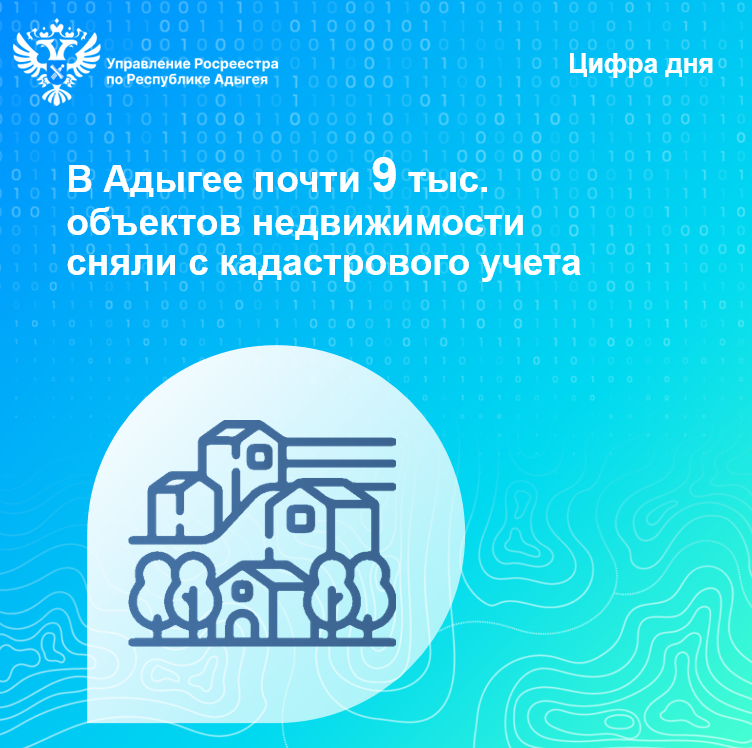 Управление Росреестра
по Республике Адыгея
Цифра дня
В Адыгее почти 9 тыс.
объектов недвижимости
сняли с кадастрового учета